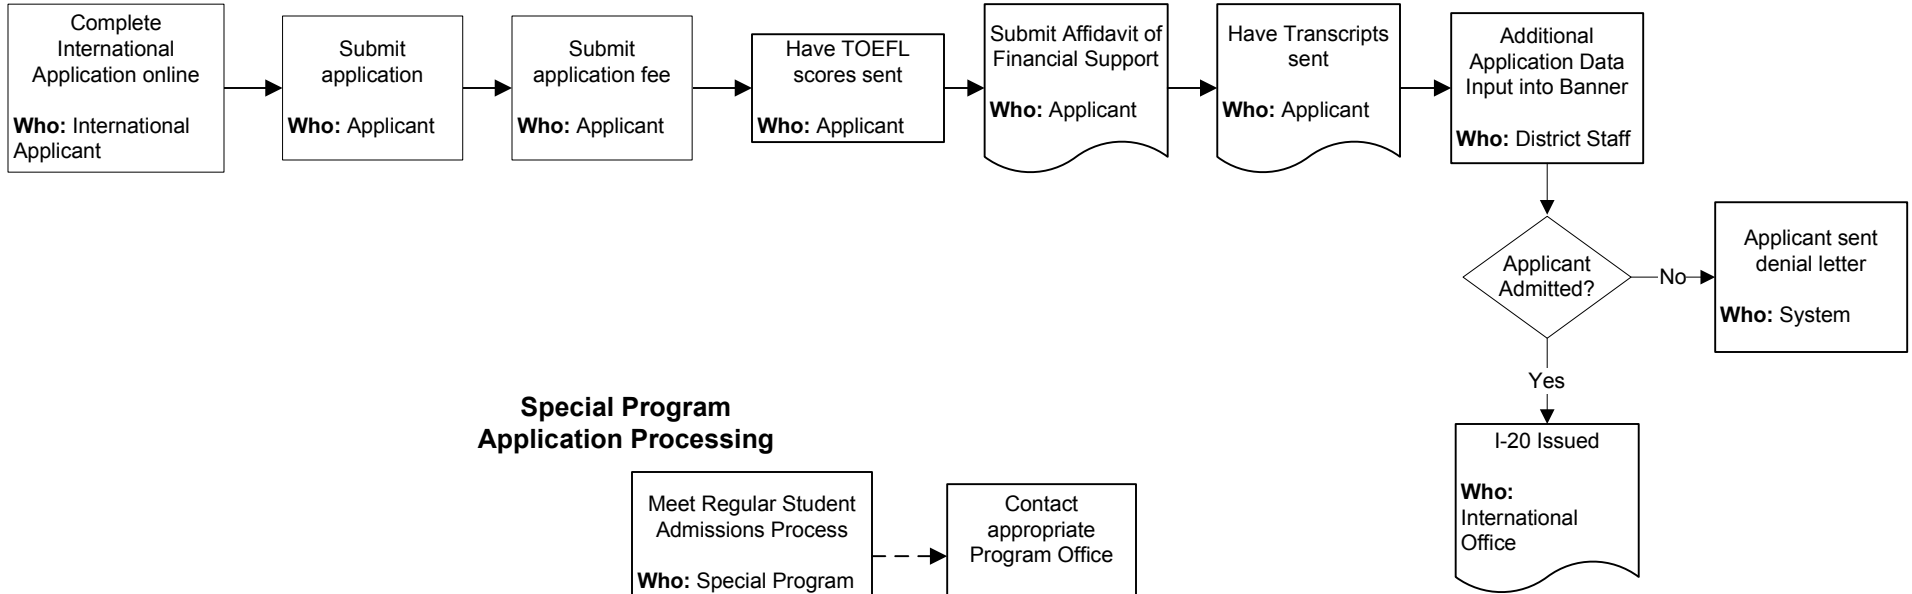 Complete
International
Application online
Who: International
Applicant
Submit
application
Who: Applicant
Submit
application fee
Who: Applicant
Have TOEFL
scores sent
Who: Applicant
Submit Affidavit of
Financial Support
Who: Applicant
Have Transcripts
sent
Who: Applicant
Additional
Application Data
Input into Banner
Who: District Staff
Applicant
Admitted?
No
Applicant sent
denial letter
Who: System
Yes
I-20 Issued
Who:
International
Office
Special Program
Application Processing
Meet Regular Student
Admissions Process
Who: Special Program
Contact
appropriate
Program Office